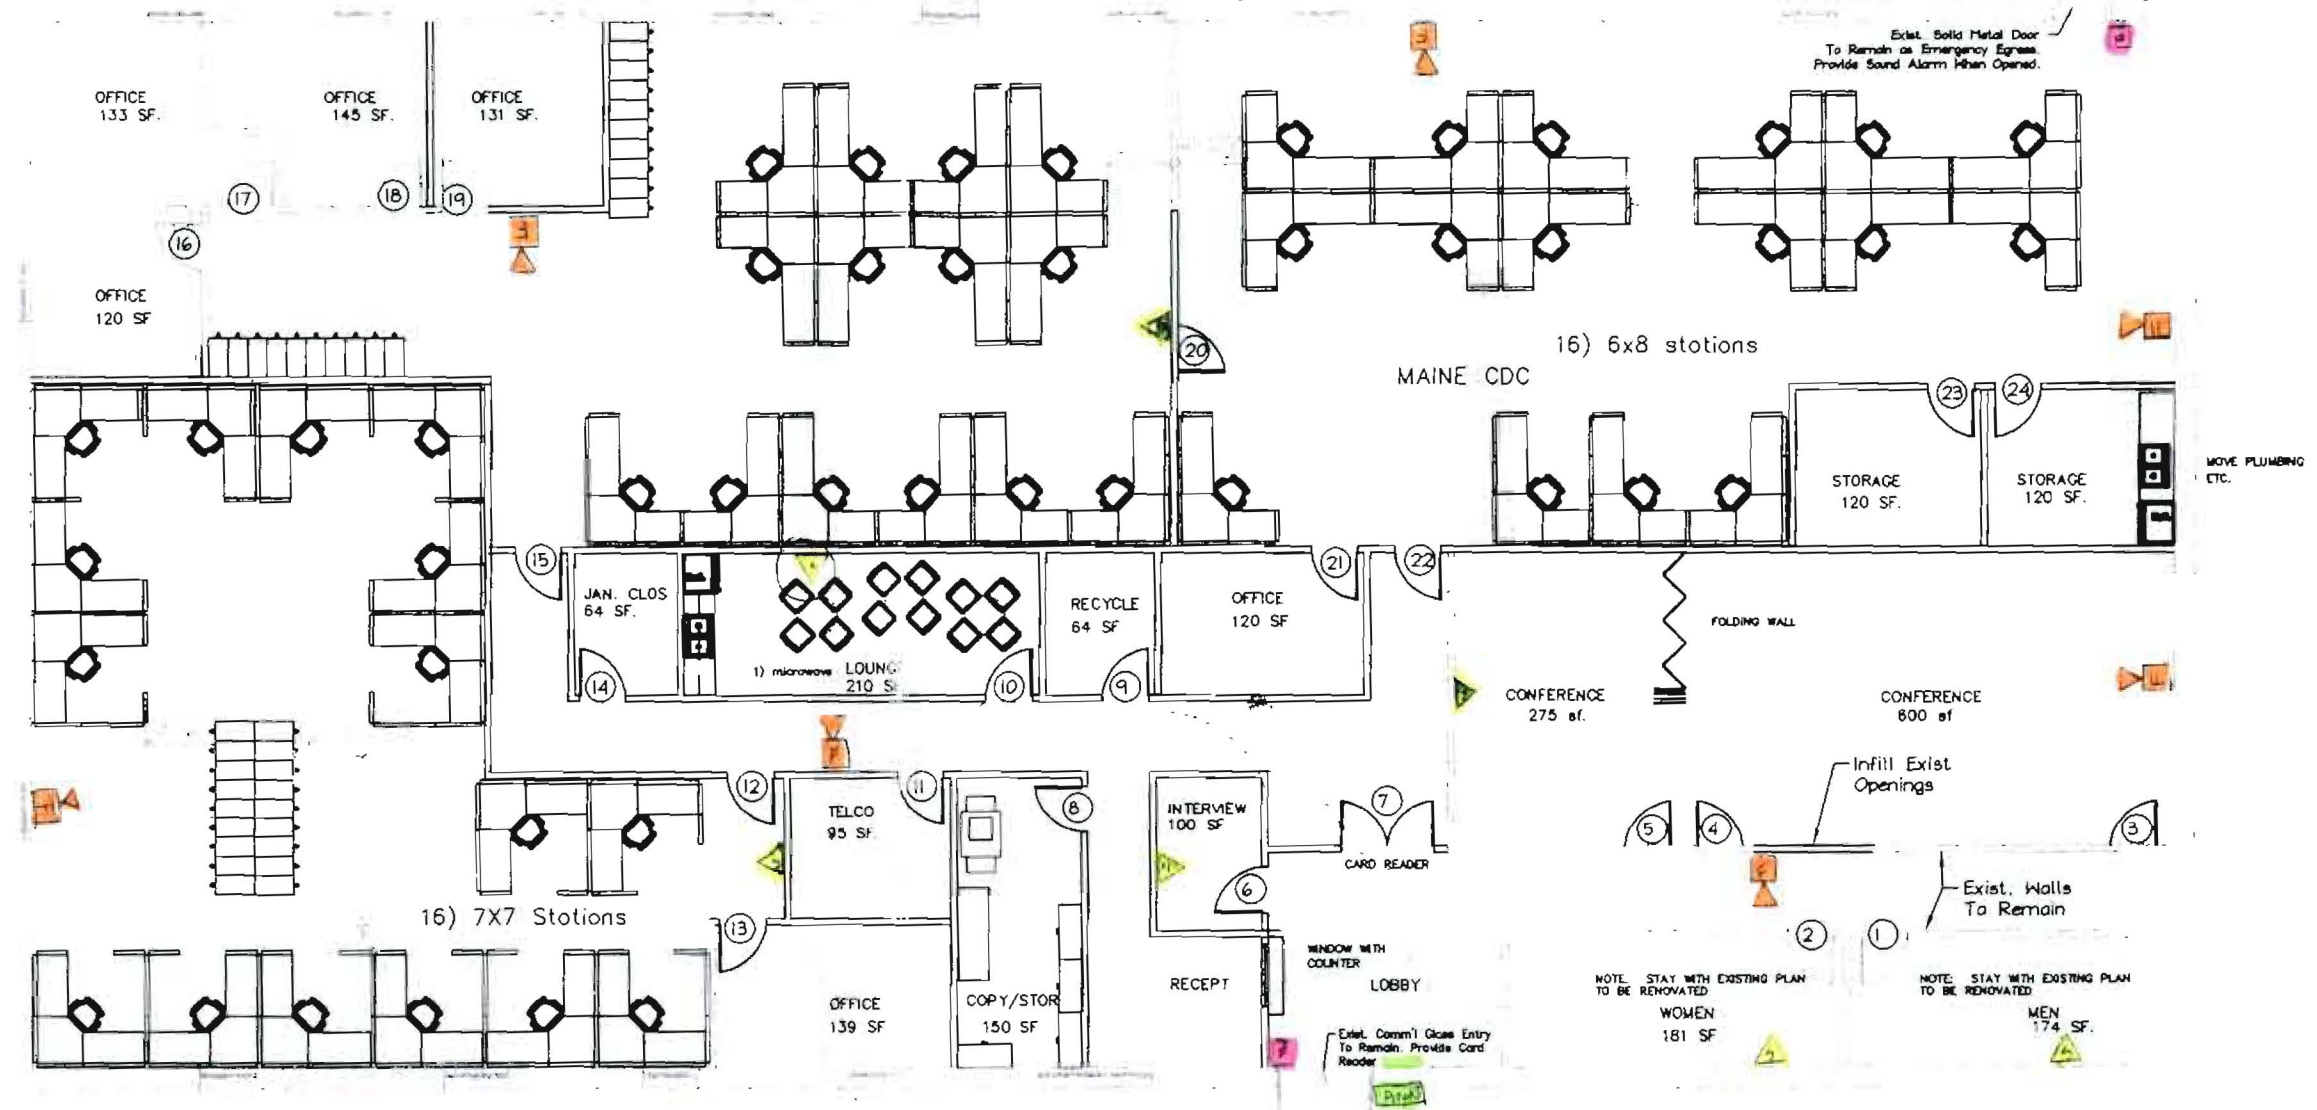 Exist. Solid Metal Door
To Remain as Emergency Egress.
Provide Sound Alarm When Opened.
OFFICE
133 SF.
OFFICE
145 SF.
OFFICE
131 SF.
17
18
19
16
OFFICE
120 SF
20
16) 6x8 stations
MAINE CDC
23
24
STORAGE
120 SF.
STORAGE
120 SF.
MOVE PLUMBING
ETC.
15
21
22
JAN. CLOS
64 SF.
RECYCLE
64 SF
OFFICE
120 SF
FOLDING WALL
1) microwave
LOUNG
210 S
14
10
9
CONFERENCE
275 sf.
CONFERENCE
600 sf
Infill Exist
Openings
12
11
8
7
TELCO
95 SF.
INTERVIEW
100 SF
5
4
3
CARD READER
6
Exist. Walls
To Remain
16) 7X7 Stations
13
2
1
WINDOW WITH
COUNTER
RECEPT
LOBBY
OFFICE
139 SF
COPY/STOR
150 SF
NOTE: STAY WITH EXISTING PLAN
TO BE RENOVATED
WOMEN
181 SF
NOTE: STAY WITH EXISTING PLAN
TO BE RENOVATED
MEN
174 SF.
Exist. Comm'l Glass Entry
To Remain. Provide Card
Reader